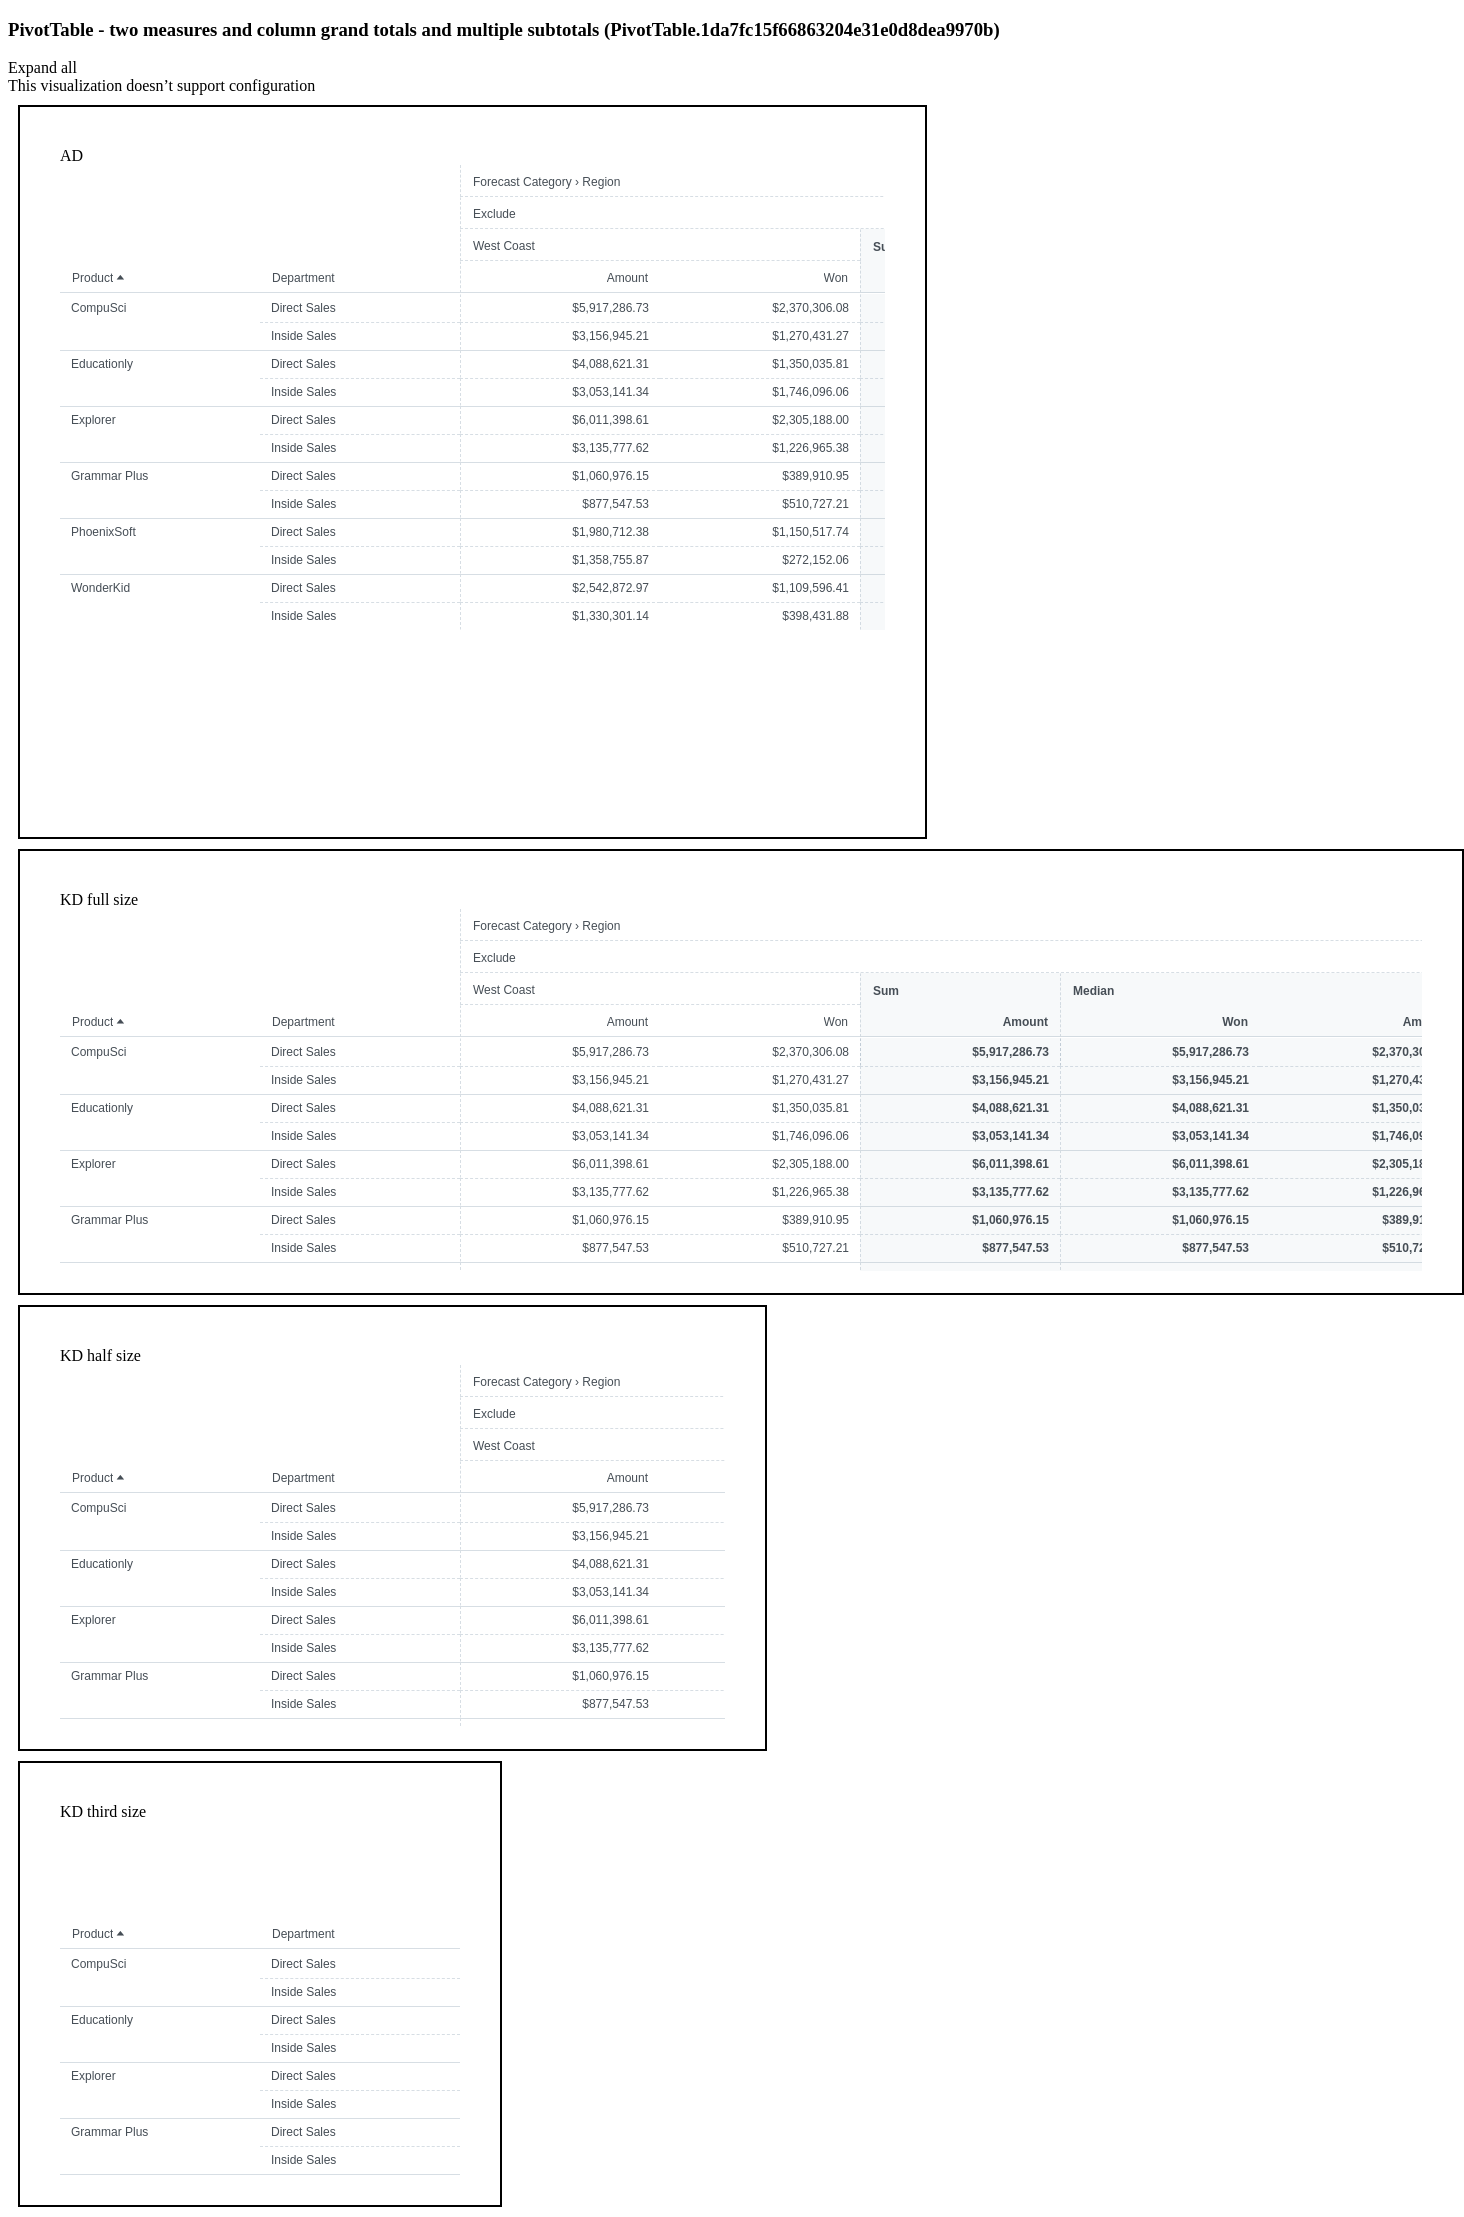 PivotTable - two measures and column grand totals and multiple subtotals (PivotTable.1da7fc15f66863204e31e0d8dea9970b)
Expand all
This visualization doesn’t support configuration
AD
Forecast Category › Region
Exclude
West Coast Su
Product Department Amount Won
CompuSci Direct Sales $5,917,286.73 $2,370,306.08
Inside Sales $3,156,945.21 $1,270,431.27
Educationly Direct Sales $4,088,621.31 $1,350,035.81
Inside Sales $3,053,141.34 $1,746,096.06
Explorer Direct Sales $6,011,398.61 $2,305,188.00
Inside Sales $3,135,777.62 $1,226,965.38
Grammar Plus Direct Sales $1,060,976.15 $389,910.95
Inside Sales $877,547.53 $510,727.21
PhoenixSoft Direct Sales $1,980,712.38 $1,150,517.74
Inside Sales $1,358,755.87 $272,152.06
WonderKid Direct Sales $2,542,872.97 $1,109,596.41
Inside Sales $1,330,301.14 $398,431.88
KD full size
Forecast Category › Region
Exclude
West Coast Sum Median
Product Department Amount Won Amount Won Am
CompuSci Direct Sales $5,917,286.73 $2,370,306.08 $5,917,286.73 $5,917,286.73 $2,370,30
Inside Sales $3,156,945.21 $1,270,431.27 $3,156,945.21 $3,156,945.21 $1,270,43
Educationly Direct Sales $4,088,621.31 $1,350,035.81 $4,088,621.31 $4,088,621.31 $1,350,03
Inside Sales $3,053,141.34 $1,746,096.06 $3,053,141.34 $3,053,141.34 $1,746,09
Explorer Direct Sales $6,011,398.61 $2,305,188.00 $6,011,398.61 $6,011,398.61 $2,305,18
Inside Sales $3,135,777.62 $1,226,965.38 $3,135,777.62 $3,135,777.62 $1,226,96
Grammar Plus Direct Sales $1,060,976.15 $389,910.95 $1,060,976.15 $1,060,976.15 $389,91
Inside Sales $877,547.53 $510,727.21 $877,547.53 $877,547.53 $510,72
KD half size
Forecast Category › Region
Exclude
West Coast
Product Department Amount
CompuSci Direct Sales $5,917,286.73
Inside Sales $3,156,945.21
Educationly Direct Sales $4,088,621.31
Inside Sales $3,053,141.34
Explorer Direct Sales $6,011,398.61
Inside Sales $3,135,777.62
Grammar Plus Direct Sales $1,060,976.15
Inside Sales $877,547.53
KD third size
Product Department
CompuSci Direct Sales
Inside Sales
Educationly Direct Sales
Inside Sales
Explorer Direct Sales
Inside Sales
Grammar Plus Direct Sales
Inside Sales